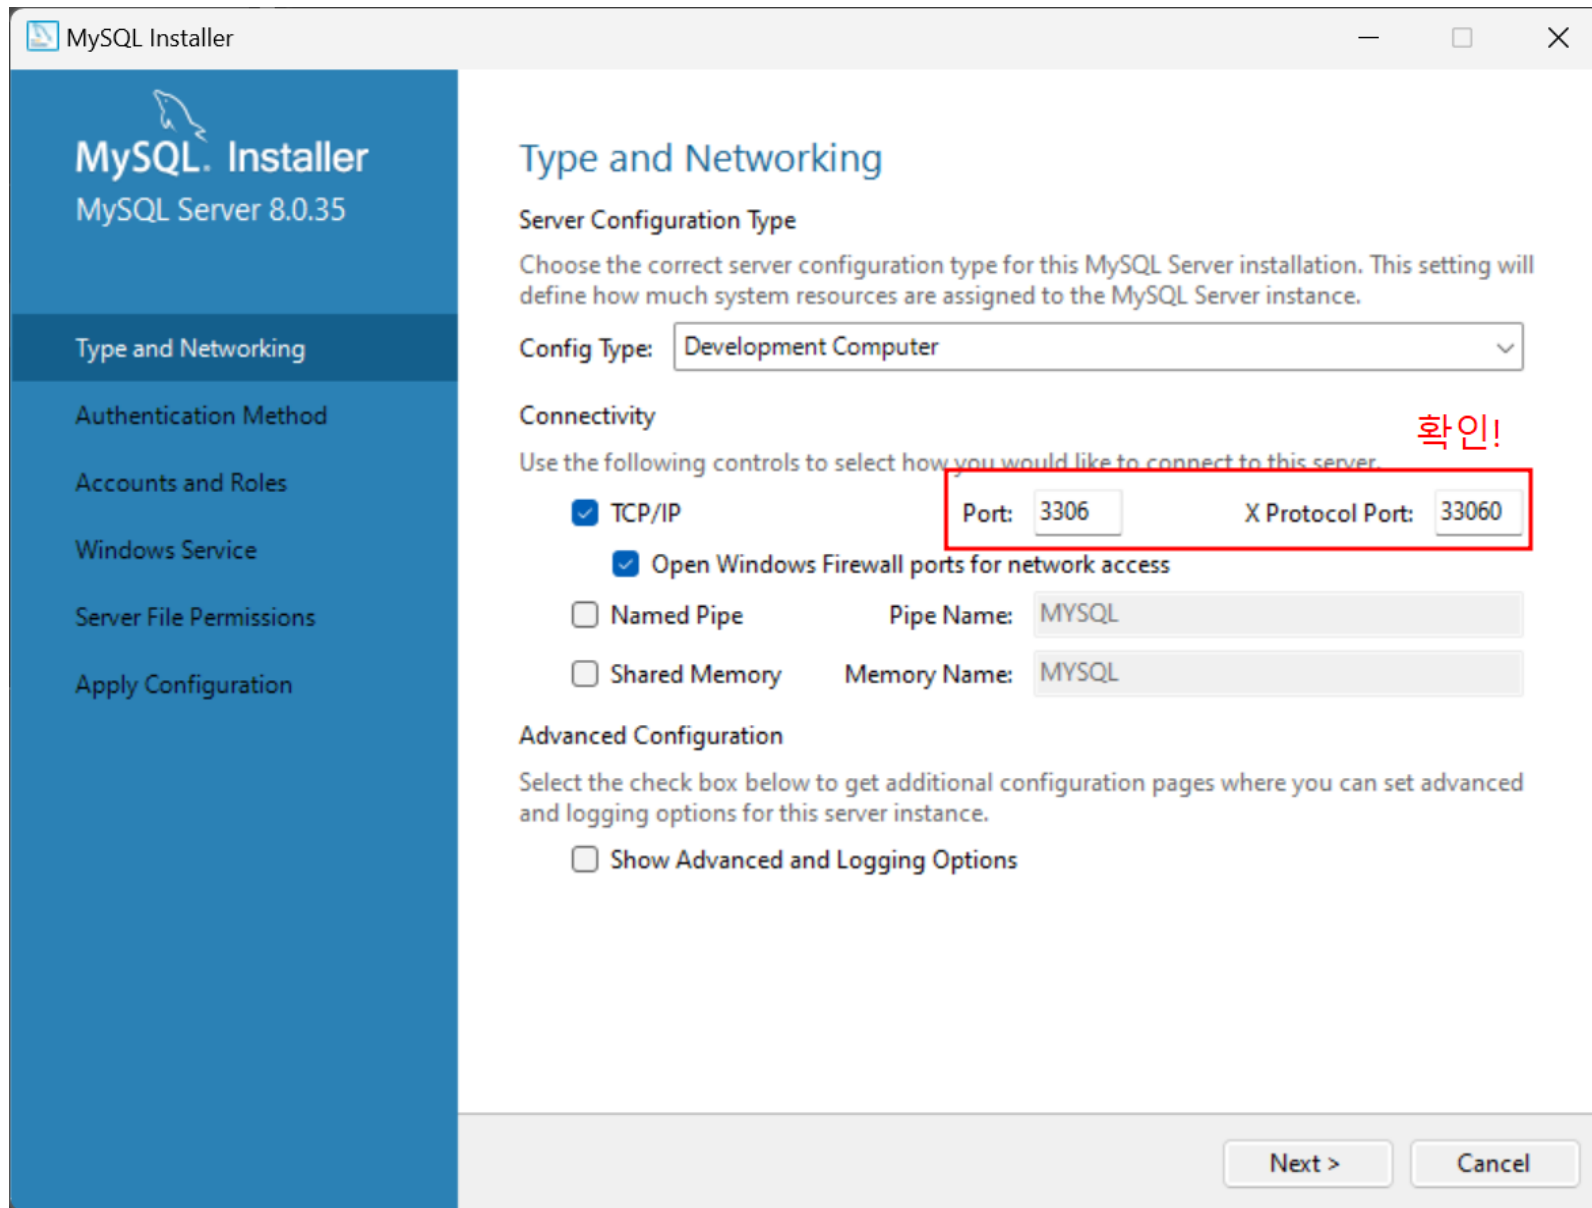 MySQL Installer
MySQL. Installer
MySQL Server 8.0.35
Type and Networking
Authentication Method
Accounts and Roles
Windows Service
Server File Permissions
Apply Configuration
Type and Networking
Server Configuration Type
Choose the correct server configuration type for this MySQL Server installation. This setting will
define how much system resources are assigned to the MySQL Server instance.
Config Type: Development Computer
Connectivity
확인!
Use the following controls to select how you would like to connect to this server.
TCP/IP Port: 3306 X Protocol Port: 33060
Open Windows Firewall ports for network access
Named Pipe Pipe Name: MYSQL
Shared Memory Memory Name: MYSQL
Advanced Configuration
Select the check box below to get additional configuration pages where you can set advanced
and logging options for this server instance.
Show Advanced and Logging Options
Next > Cancel